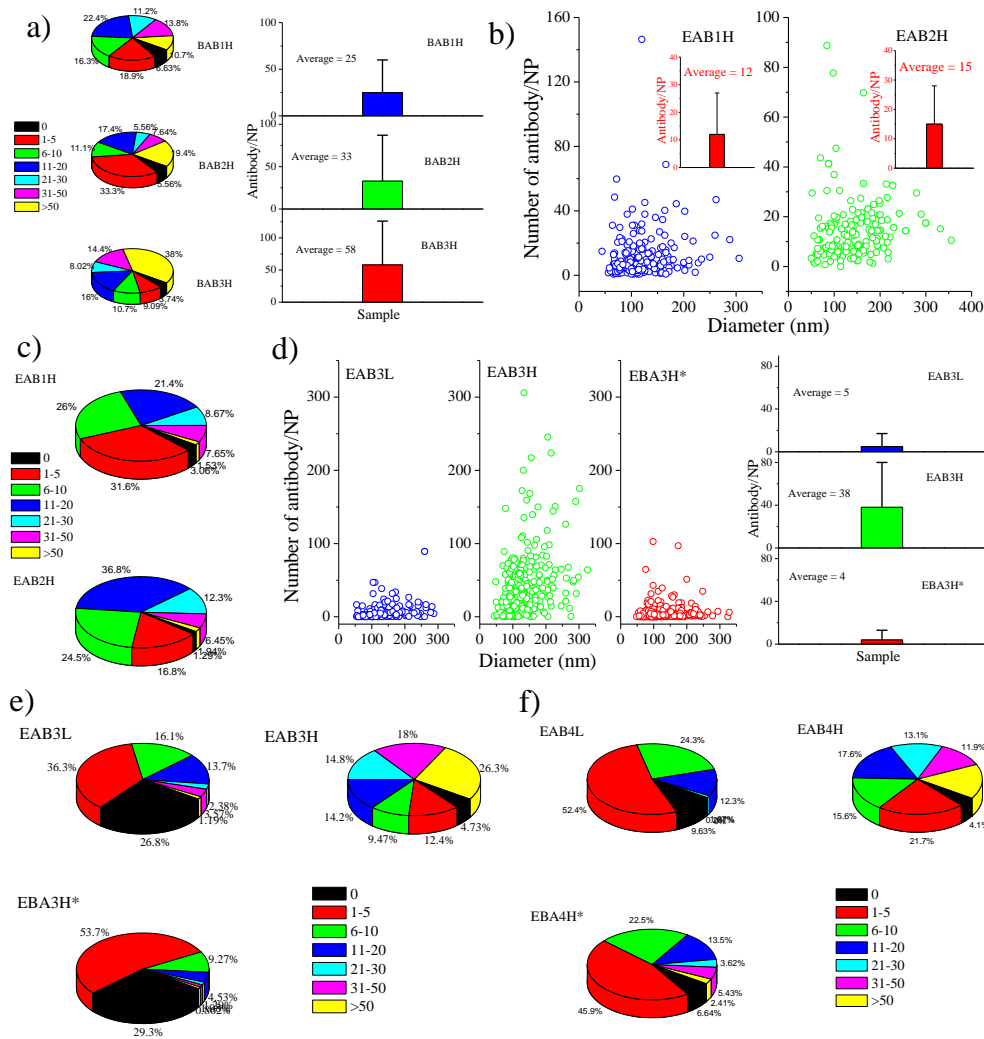 a)
22.4%
11.2%
13.8%
10.7%
6.63%
18.9%
16.3%
BAB1H
17.4%
5.56%
7.64%
19.4%
5.56%
33.3%
11.1%
BAB2H
0
1-5
6-10
11-20
21-30
31-50
>50
14.4%
38%
3.74%
9.09%
10.7%
16%
8.02%
BAB3H
Antibody/NP
100
50
0
Average = 25
BAB1H
100
50
0
Average = 33
BAB2H
100
50
0
Average = 58
BAB3H
Sample
b)
Number of antibody/NP
160
120
80
40
0
EAB1H
Antibody/NP
40
30
20
10
0
Average = 12
0 100 200 300
80
60
40
20
0
EAB2H
Antibody/NP
40
30
20
10
0
Average = 15
0 100 200 300 400
Diameter (nm)
c)
EAB1H
26%
21.4%
8.67%
7.65%
1.53%
3.06%
31.6%
0
1-5
6-10
11-20
21-30
31-50
>50
EAB2H
36.8%
12.3%
6.45%
1.94%
1.29%
16.8%
24.5%
d)
Number of antibody/NP
300
200
100
0
EAB3L
EAB3H
EBA3H*
0 100 200 300
0 100 200 300
0 100 200 300
Diameter (nm)
Antibody/NP
80
40
0
Average = 5
EAB3L
80
40
0
Average = 38
EAB3H
80
40
0
Average = 4
EBA3H*
Sample
e)
EAB3L
36.3%
16.1%
13.7%
2.38%
3.57%
1.19%
26.8%
EAB3H
14.8%
18%
26.3%
4.73%
12.4%
9.47%
14.2%
EBA3H*
53.7%
9.27%
4.53%
0.862%
29.3%
0
1-5
6-10
11-20
21-30
31-50
>50
f)
EAB4L
52.4%
24.3%
12.3%
9.63%
EAB4H
17.6%
13.1%
11.9%
4.1%
21.7%
15.6%
EBA4H*
22.5%
13.5%
3.62%
5.43%
2.41%
6.64%
45.9%
0
1-5
6-10
11-20
21-30
31-50
>50